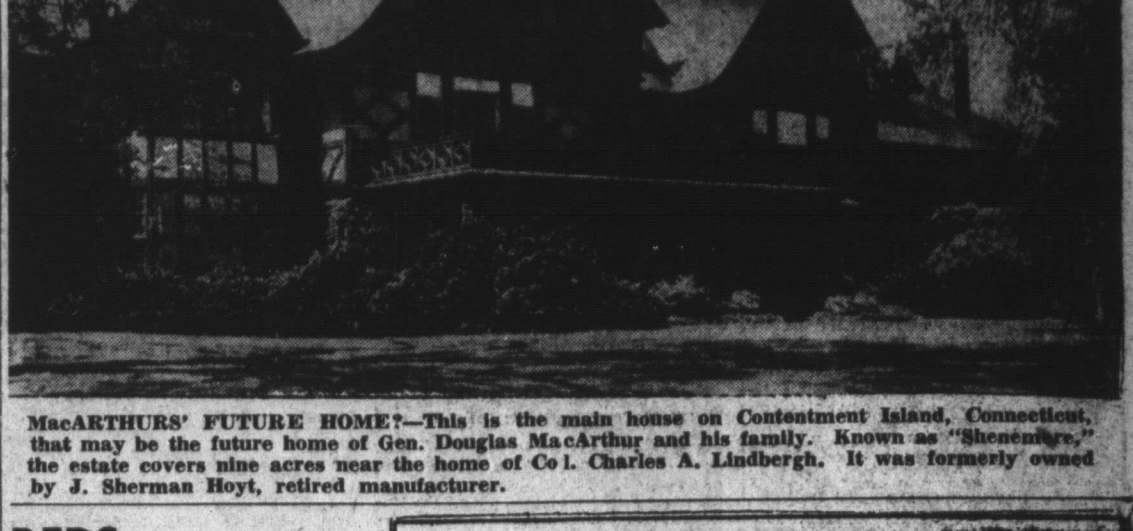 MacARTHURS' FUTURE HOME?—This is the main house on Contentment Island, Connecticut,
that may be the future home of Gen. Douglas MacArthur and his family. Known as "Shenemere,"
the estate covers nine acres near the home of Col. Charles A. Lindbergh. It was formerly owned
by J. Sherman Hoyt, retired manufacturer.